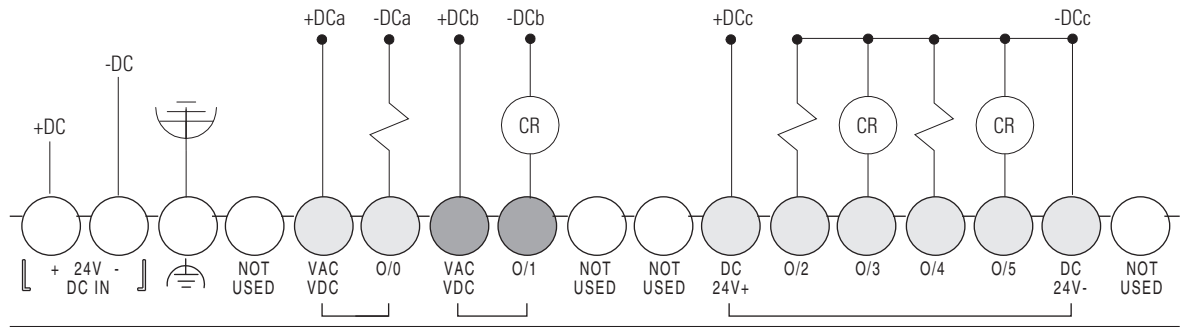 +DCa -DCa +DCb -DCb +DCc -DCc
-DC
+DC
CR CR CR
+ 24V - NOT VAC O/0 VAC O/1 NOT NOT DC O/2 O/3 O/4 O/5 DC NOT
DC IN USED VDC VDC USED USED 24V+ 24V- USED